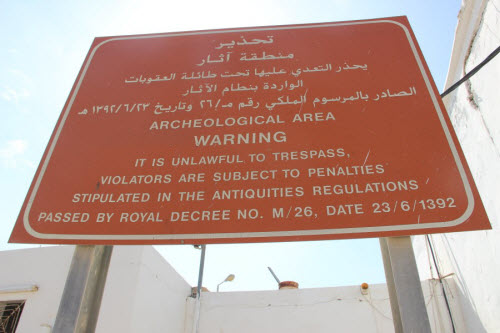 تحذير
منطقة آثار
يحذر التعدي عليها تحت طائلة العقوبات
الواردة بنظام الآثار
الصادر بالمرسوم الملكي رقم مـ/٢٦ وتاريخ ١٣٩٢/٦/٢٣ هـ
ARCHEOLOGICAL AREA
WARNING
IT IS UNLAWFUL TO TRESPASS,
VIOLATORS ARE SUBJECT TO PENALTIES
STIPULATED IN THE ANTIQUITIES REGULATIONS
PASSED BY ROYAL DECREE NO. M/26, DATE 23/6/1392